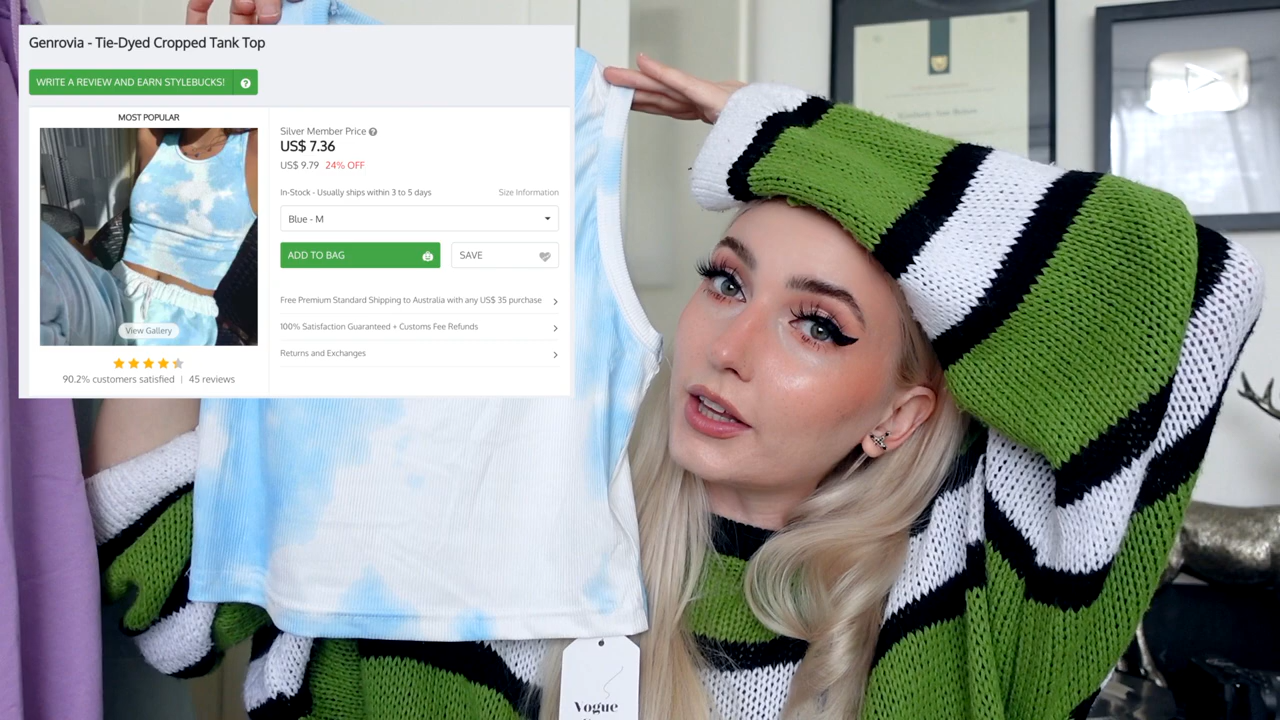 Genrovia - Tie-Dyed Cropped Tank Top
WRITE A REVIEW AND EARN STYLEBUCKS! ?
MOST POPULAR
View Gallery
90.2% customers satisfied | 45 reviews
Silver Member Price ?
US$ 7.36
US$ 9.79 24% OFF
In-Stock - Usually ships within 3 to 5 days Size Information
Blue - M
ADD TO BAG SAVE
Free Premium Standard Shipping to Australia with any US$ 35 purchase
100% Satisfaction Guaranteed + Customs Fee Refunds
Returns and Exchanges
Vogue